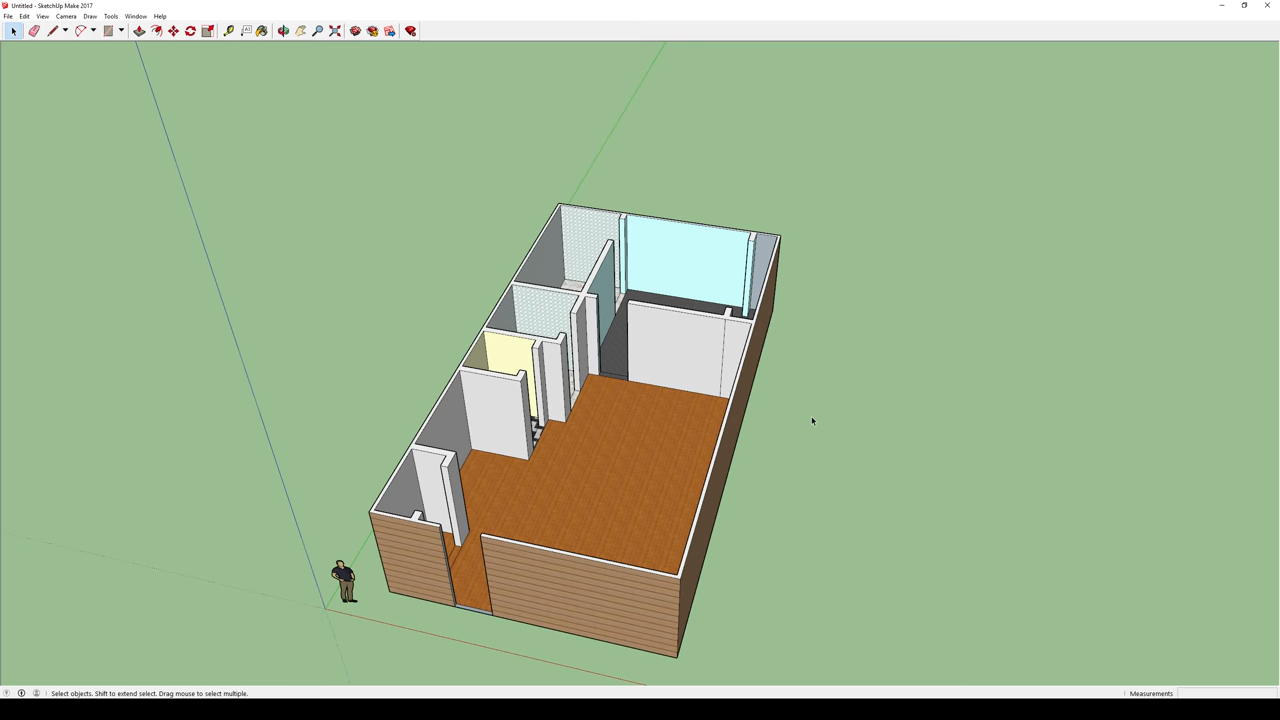 Untitled - SketchUp Make 2017
File Edit View Camera Draw Tools Window Help
Select objects. Shift to extend select. Drag mouse to select multiple.
Measurements